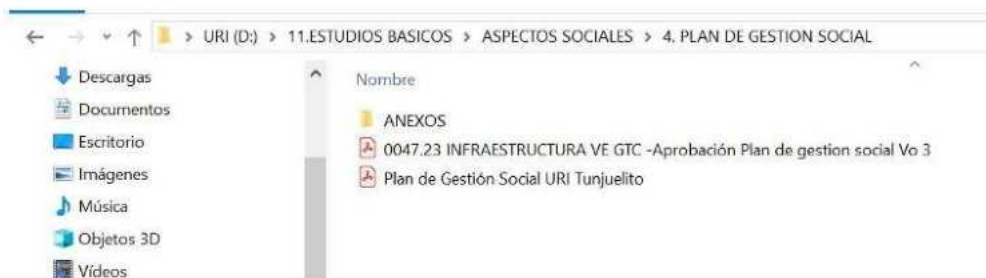 URI (D:) > 11.ESTUDIOS BASICOS > ASPECTOS SOCIALES > 4. PLAN DE GESTION SOCIAL
Descargas
Documentos
Escritorio
Imágenes
Música
Objetos 3D
Vídeos
Nombre
ANEXOS
0047.23 INFRAESTRUCTURA VE GTC -Aprobación Plan de gestion social Vo 3
Plan de Gestión Social URI Tunjuelito